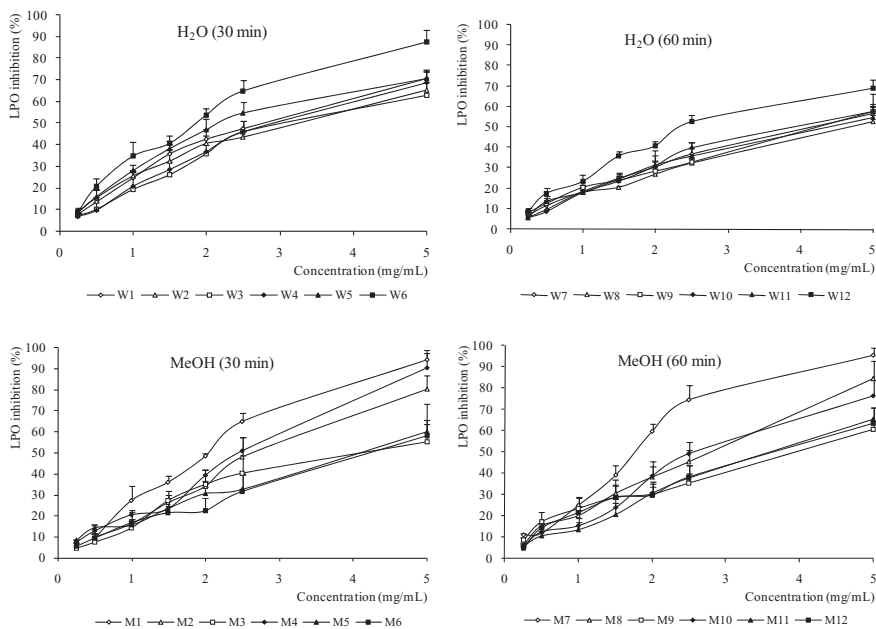 H₂O (30 min)
LPO inhibition (%)
100
90
80
70
60
50
40
30
20
10
0
0 1 2 3 4 5
Concentration (mg/mL)
W1 W2 W3 W4 W5 W6
H₂O (60 min)
LPO inhibition (%)
100
90
80
70
60
50
40
30
20
10
0
0 1 2 3 4 5
Concentration (mg/mL)
W7 W8 W9 W10 W11 W12
MeOH (30 min)
LPO inhibition (%)
100
90
80
70
60
50
40
30
20
10
0
0 1 2 3 4 5
Concentration (mg/mL)
M1 M2 M3 M4 M5 M6
MeOH (60 min)
LPO inhibition (%)
100
90
80
70
60
50
40
30
20
10
0
0 1 2 3 4 5
Concentration (mg/mL)
M7 M8 M9 M10 M11 M12